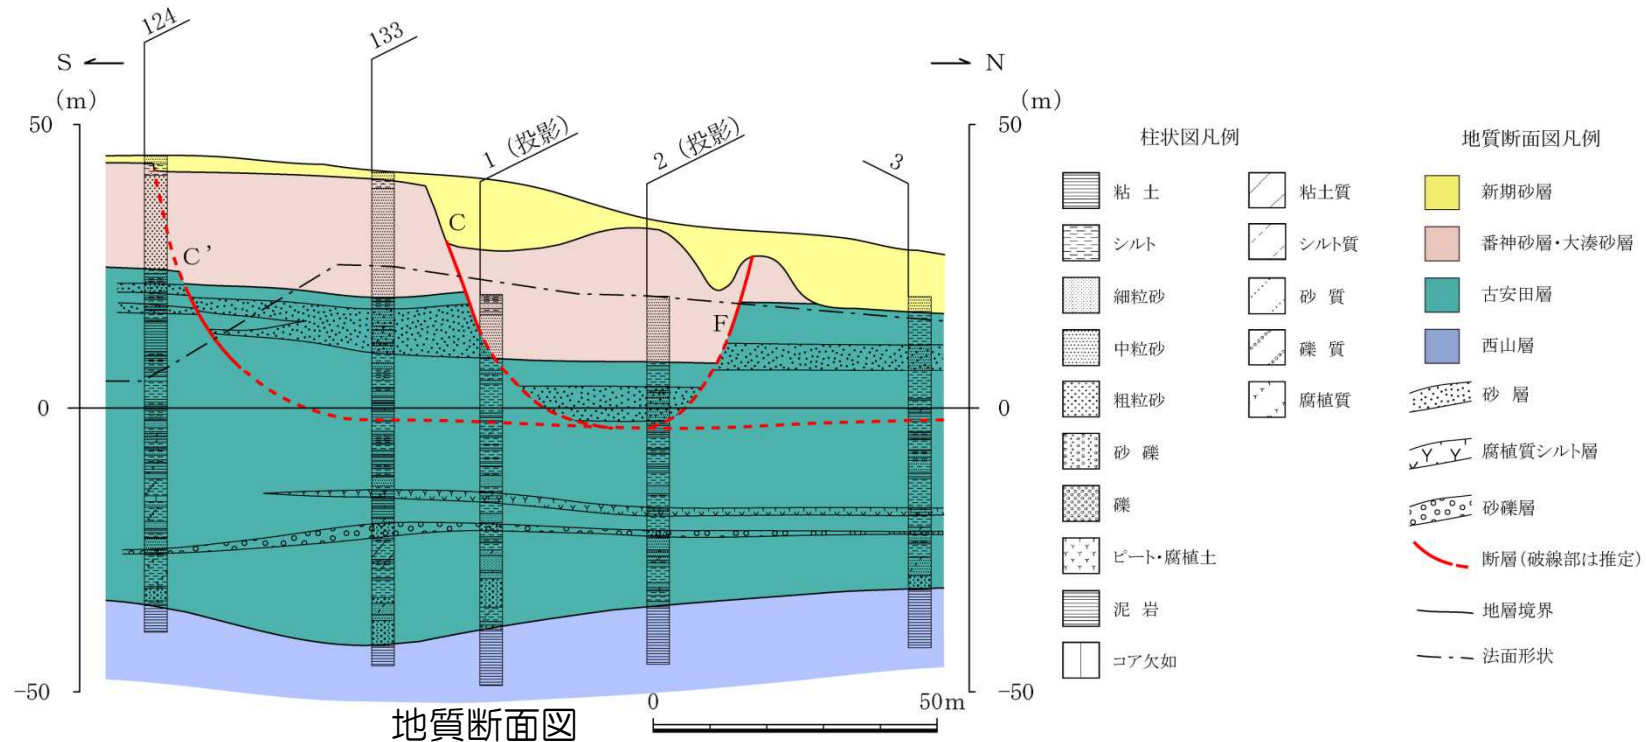 124
133
S
N
(m)
(m)
50
50
1 (投影)
2 (投影)
3
C
C'
F
0
0
-50
-50
0
50m
地質断面図
柱状図凡例
粘 土
粘土質
シルト
シルト質
細粒砂
砂 質
中粒砂
礫 質
粗粒砂
腐植質
砂 礫
礫
ピート・腐植土
泥 岩
コア欠如
地質断面図凡例
新期砂層
番神砂層・大湊砂層
古安田層
西山層
砂 層
腐植質シルト層
砂礫層
断層(破線部は推定)
地層境界
法面形状